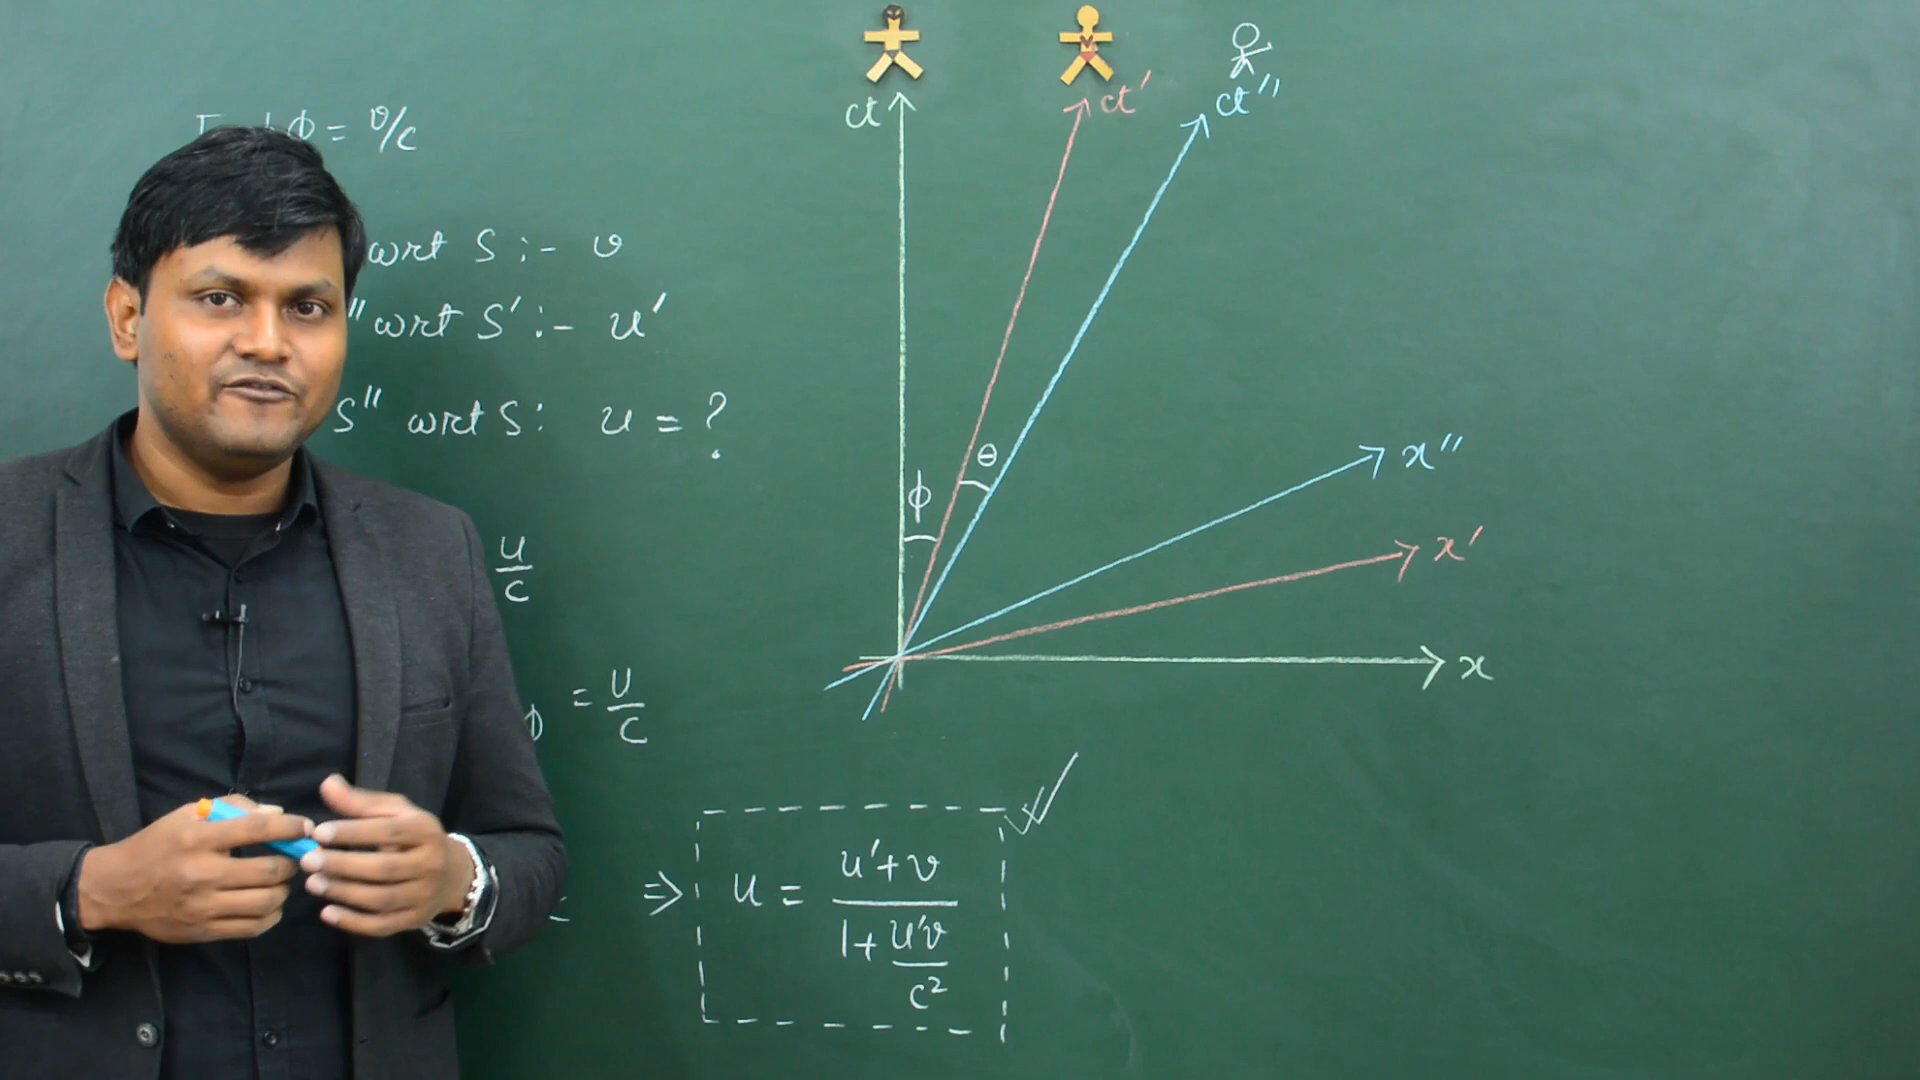 ϕ = v/c
wrt S :- v
" wrt S' :- u'
S" wrt S : u = ?
u/c
ϕ = u/c
⇒ u = (u'+v)/(1+u'v/c²)
ct
ct'
ct"
θ
ϕ
x"
x'
x